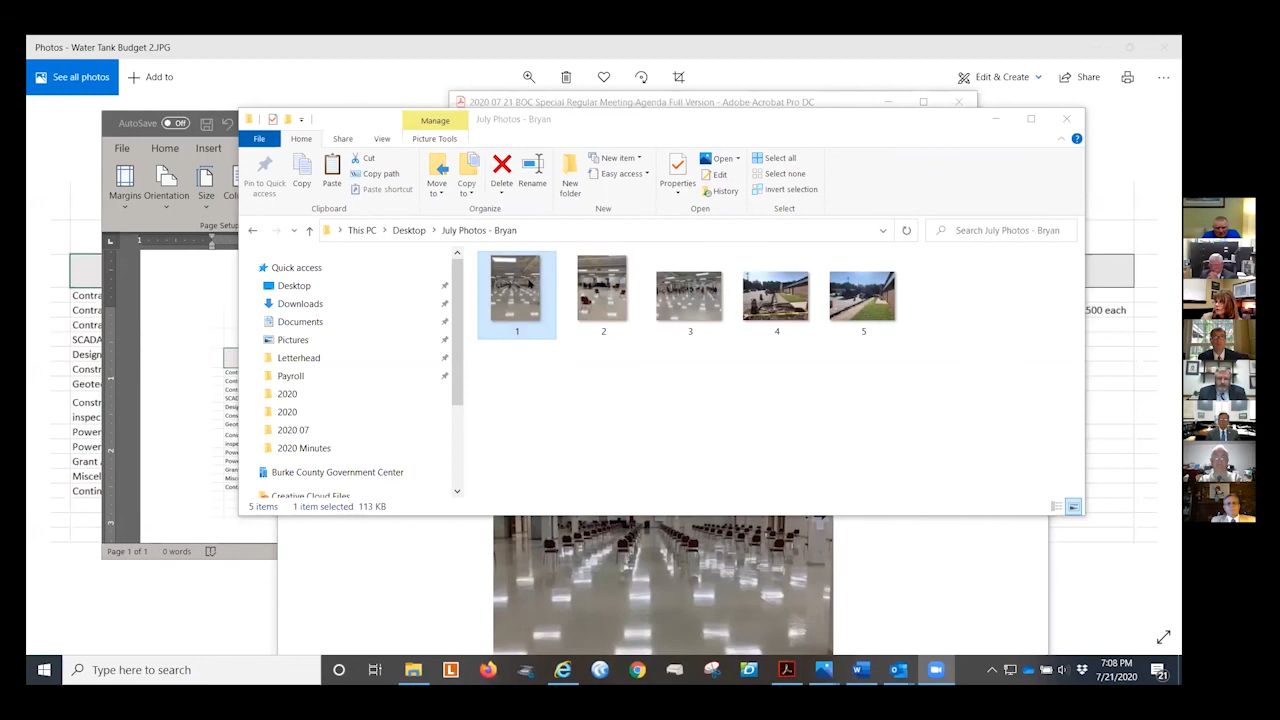 Photos - Water Tank Budget 2.JPG
See all photos
Add to
Edit & Create
Share
2020 07 21 BOC Special Regular Meeting Agenda Full Version - Adobe Acrobat Pro DC
AutoSave Off
File Home Insert
Margins Orientation Size
Page Setup
Manage
July Photos - Bryan
File Home Share View Picture Tools
Pin to Quick access
Copy
Paste
Cut
Copy path
Paste shortcut
Clipboard
Move to
Copy to
Delete
Rename
Organize
New folder
New item
Easy access
New
Properties
Open
Edit
History
Open
Select all
Select none
Invert selection
Select
This PC Desktop July Photos - Bryan
Search July Photos - Bryan
Quick access
Desktop
Downloads
Documents
Pictures
Letterhead
Payroll
2020
2020
2020 07
2020 Minutes
Burke County Government Center
Creative Cloud Files
1 2 3 4 5
5 items 1 item selected 113 KB
Contra
Contra
Contra
SCADA
Design
Constr
Geotec
Constr
inspec
Power
Power
Grant
Miscel
Contin
500 each
Page 1 of 1 0 words
Type here to search
7:08 PM
7/21/2020
21